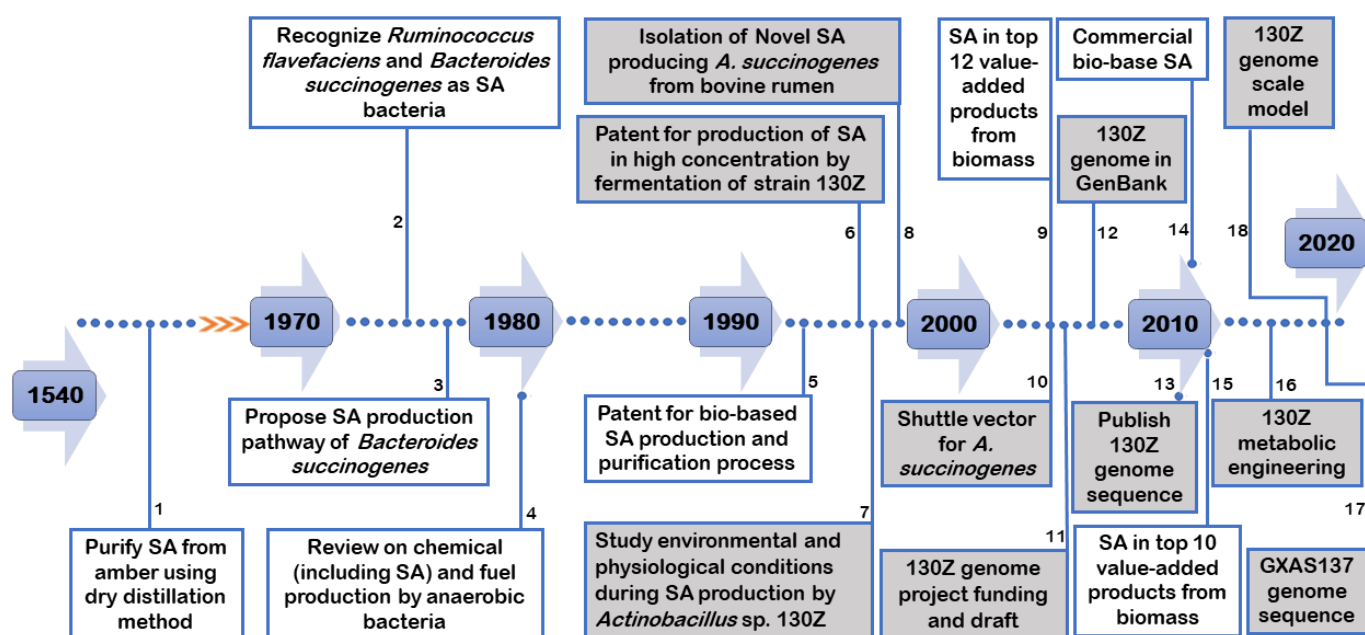 Recognize Ruminococcus
flavefaciens and Bacteroides
succinogenes as SA
bacteria
Isolation of Novel SA
producing A. succinogenes
from bovine rumen
Patent for production of SA
in high concentration by
fermentation of strain 130Z
SA in top
12 value-
added
products
from
biomass
Commercial
bio-base SA
130Z
genome in
GenBank
130Z
genome
scale
model
2
6
8
9
12
14
18
1540
1970
1980
1990
2000
2010
2020
1
3
4
5
7
10
11
13
15
16
17
Purify SA from
amber using
dry distillation
method
Propose SA production
pathway of Bacteroides
succinogenes
Review on chemical
(including SA) and fuel
production by anaerobic
bacteria
Patent for bio-based
SA production and
purification process
Study environmental and
physiological conditions
during SA production by
Actinobacillus sp. 130Z
Shuttle vector
for A.
succinogenes
130Z genome
project funding
and draft
Publish
130Z
genome
sequence
SA in top 10
value-added
products from
biomass
130Z
metabolic
engineering
GXAS137
genome
sequence